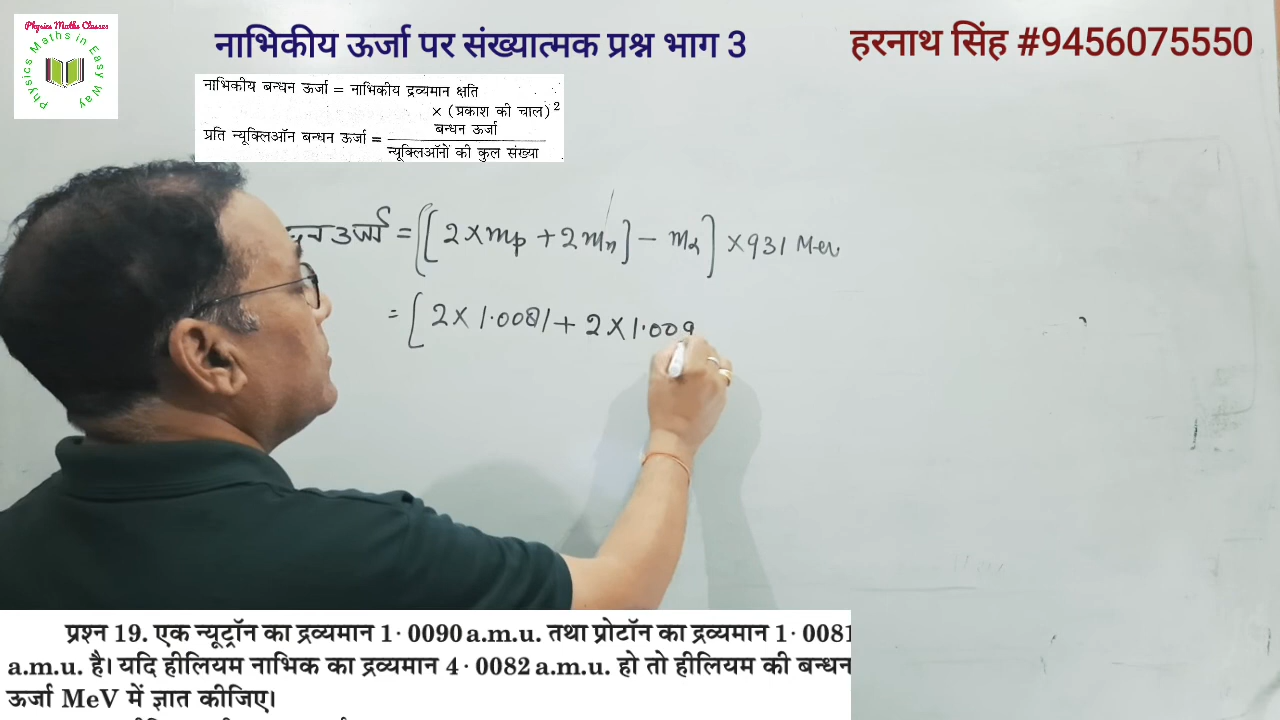 Physics Maths Classes
Physics Maths in Easy Way
नाभिकीय ऊर्जा पर संख्यात्मक प्रश्न भाग 3
हरनाथ सिंह #9456075550
नाभिकीय बन्धन ऊर्जा = नाभिकीय द्रव्यमान क्षति
× (प्रकाश की चाल)²
प्रति न्यूक्लिऑन बन्धन ऊर्जा = बन्धन ऊर्जा
न्यूक्लिऑनों की कुल संख्या
ऊर्जा = [[2×mp + 2mn] − mα] × 931 Mev
= [2×1.0081 + 2×1.009
प्रश्न 19. एक न्यूट्रॉन का द्रव्यमान 1·0090 a.m.u. तथा प्रोटॉन का द्रव्यमान 1·0081
a.m.u. है। यदि हीलियम नाभिक का द्रव्यमान 4·0082 a.m.u. हो तो हीलियम की बन्धन
ऊर्जा MeV में ज्ञात कीजिए।